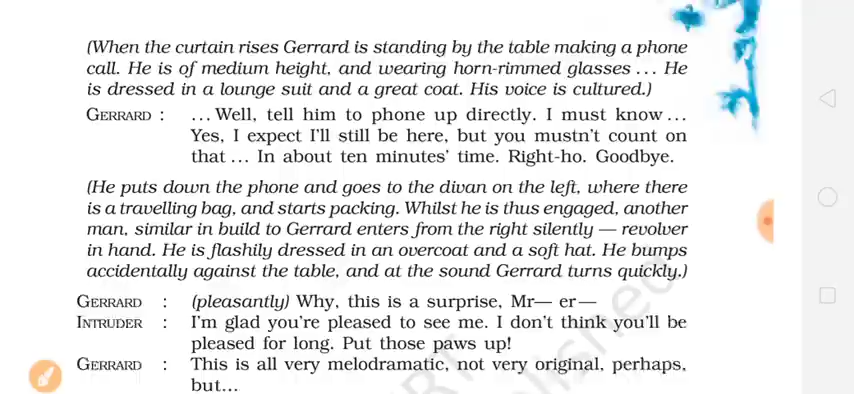 (When the curtain rises Gerrard is standing by the table making a phone
call. He is of medium height, and wearing horn-rimmed glasses ... He
is dressed in a lounge suit and a great coat. His voice is cultured.)
GERRARD : ... Well, tell him to phone up directly. I must know ...
Yes, I expect I'll still be here, but you mustn't count on
that ... In about ten minutes' time. Right-ho. Goodbye.
(He puts down the phone and goes to the divan on the left, where there
is a travelling bag, and starts packing. Whilst he is thus engaged, another
man, similar in build to Gerrard enters from the right silently — revolver
in hand. He is flashily dressed in an overcoat and a soft hat. He bumps
accidentally against the table, and at the sound Gerrard turns quickly.)
GERRARD : (pleasantly) Why, this is a surprise, Mr— er—
INTRUDER : I'm glad you're pleased to see me. I don't think you'll be
pleased for long. Put those paws up!
GERRARD : This is all very melodramatic, not very original, perhaps,
but...